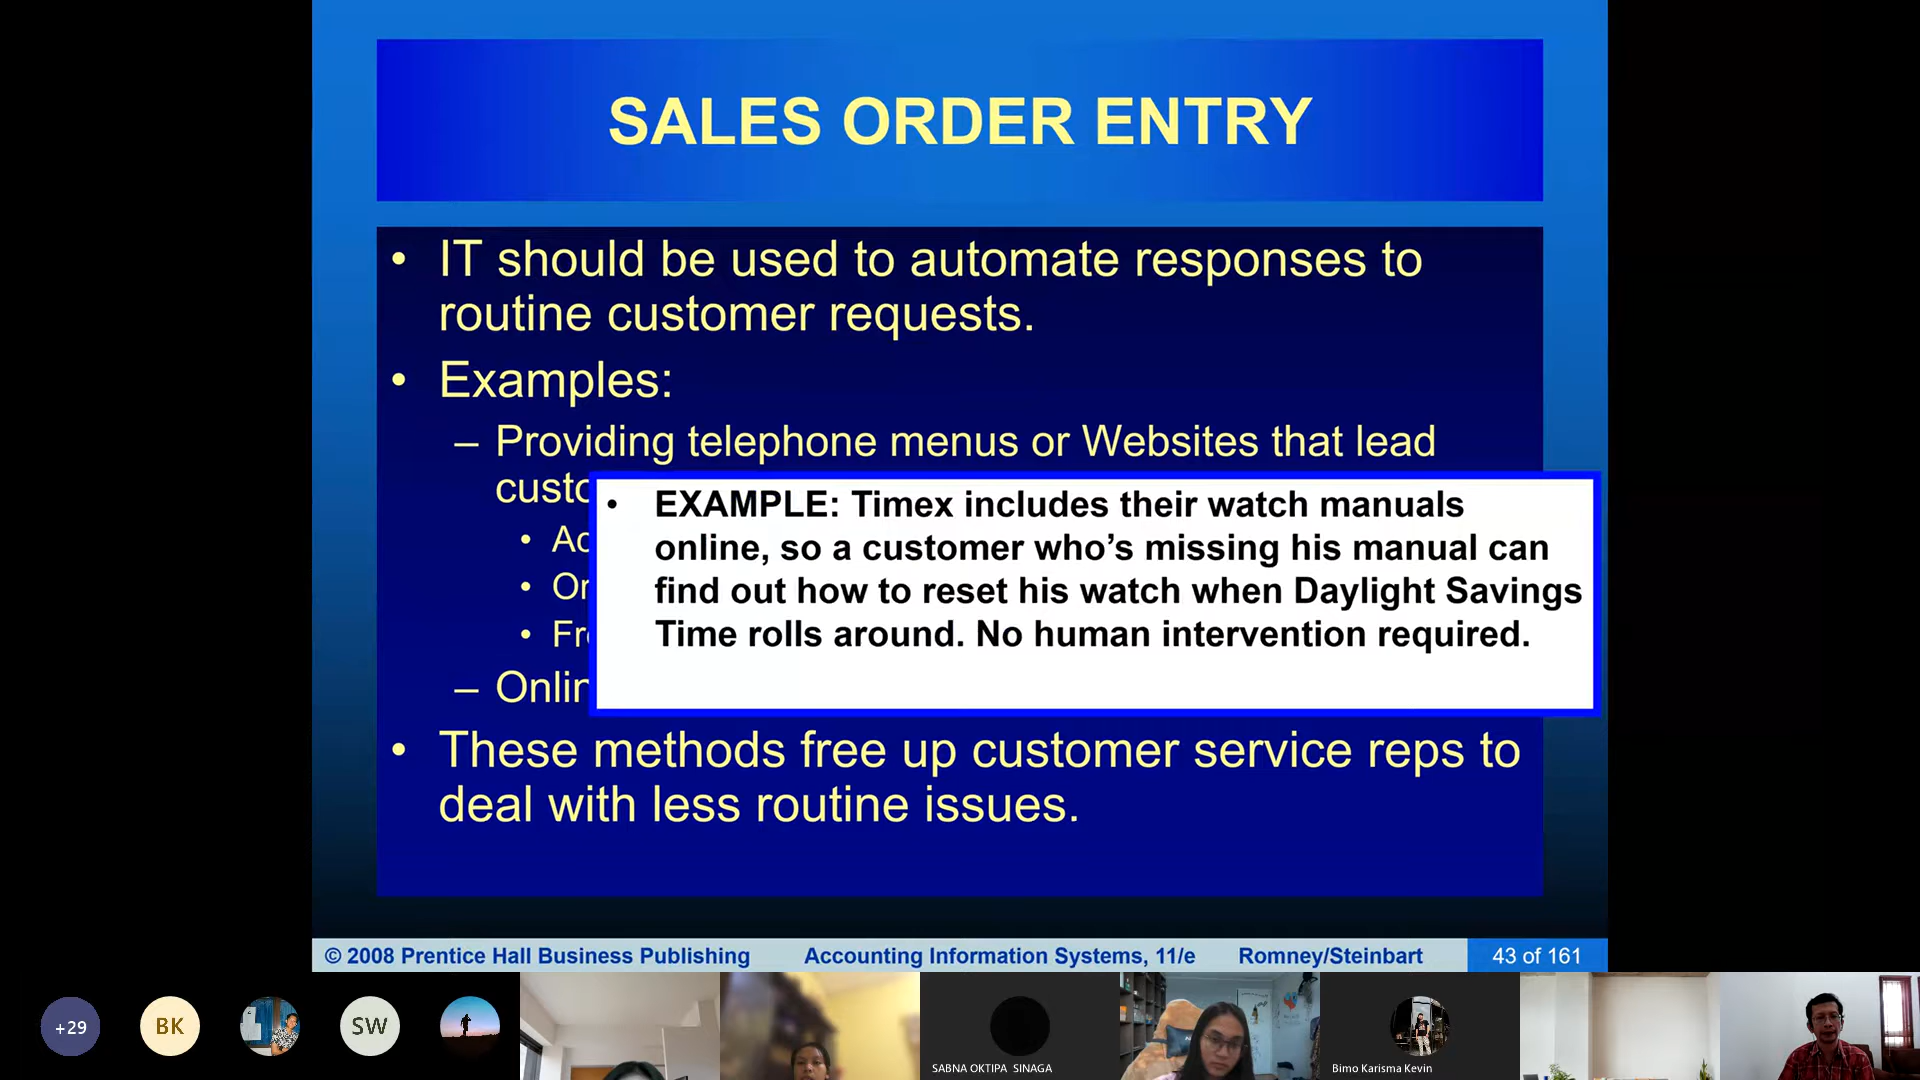 SALES ORDER ENTRY
• IT should be used to automate responses to
routine customer requests.
• Examples:
– Providing telephone menus or Websites that lead
• EXAMPLE: Timex includes their watch manuals
online, so a customer who's missing his manual can
find out how to reset his watch when Daylight Savings
Time rolls around. No human intervention required.
• These methods free up customer service reps to
deal with less routine issues.
© 2008 Prentice Hall Business Publishing Accounting Information Systems, 11/e Romney/Steinbart 43 of 161
+29 BK SW
SABNA OKTIPA SINAGA
Bimo Karisma Kevin